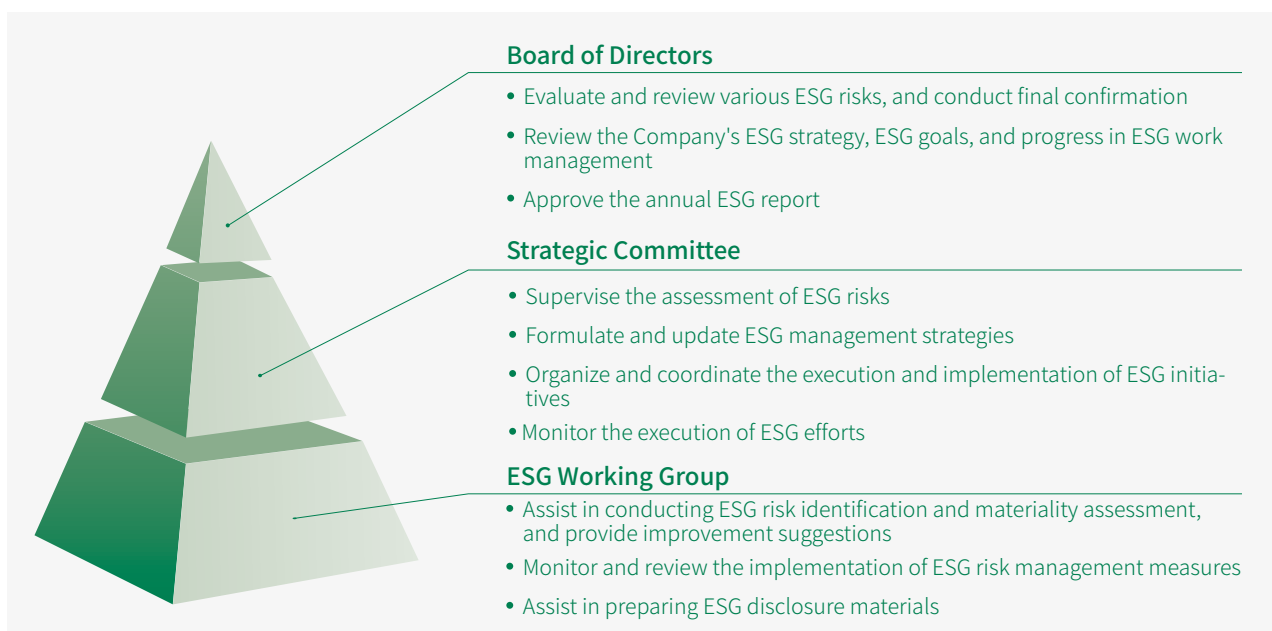 Board of Directors
• Evaluate and review various ESG risks, and conduct final confirmation
• Review the Company's ESG strategy, ESG goals, and progress in ESG work
management
• Approve the annual ESG report
Strategic Committee
• Supervise the assessment of ESG risks
• Formulate and update ESG management strategies
• Organize and coordinate the execution and implementation of ESG initia-
tives
• Monitor the execution of ESG efforts
ESG Working Group
• Assist in conducting ESG risk identification and materiality assessment,
and provide improvement suggestions
• Monitor and review the implementation of ESG risk management measures
• Assist in preparing ESG disclosure materials